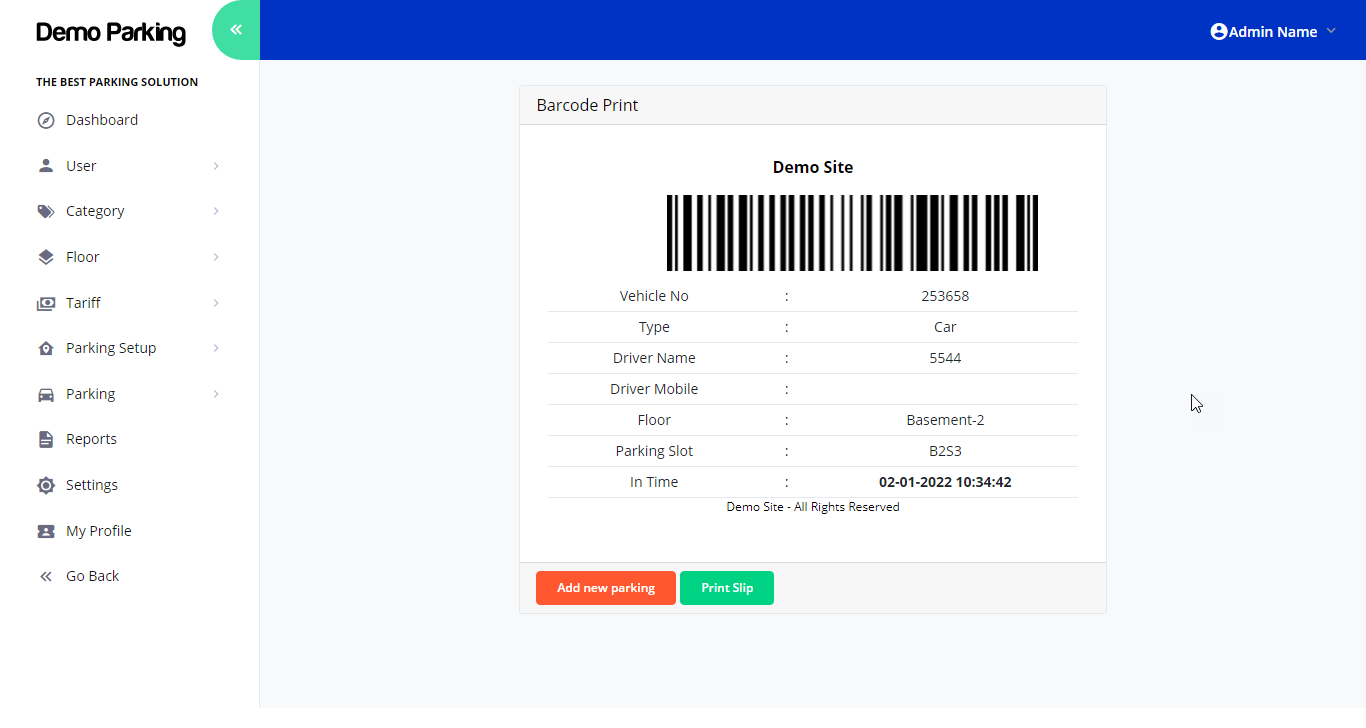 Demo Parking
Admin Name
THE BEST PARKING SOLUTION
Dashboard
User
Category
Floor
Tariff
Parking Setup
Parking
Reports
Settings
My Profile
Go Back
Barcode Print
Demo Site
Vehicle No : 253658
Type : Car
Driver Name : 5544
Driver Mobile :
Floor : Basement-2
Parking Slot : B2S3
In Time : 02-01-2022 10:34:42
Demo Site - All Rights Reserved
Add new parking Print Slip